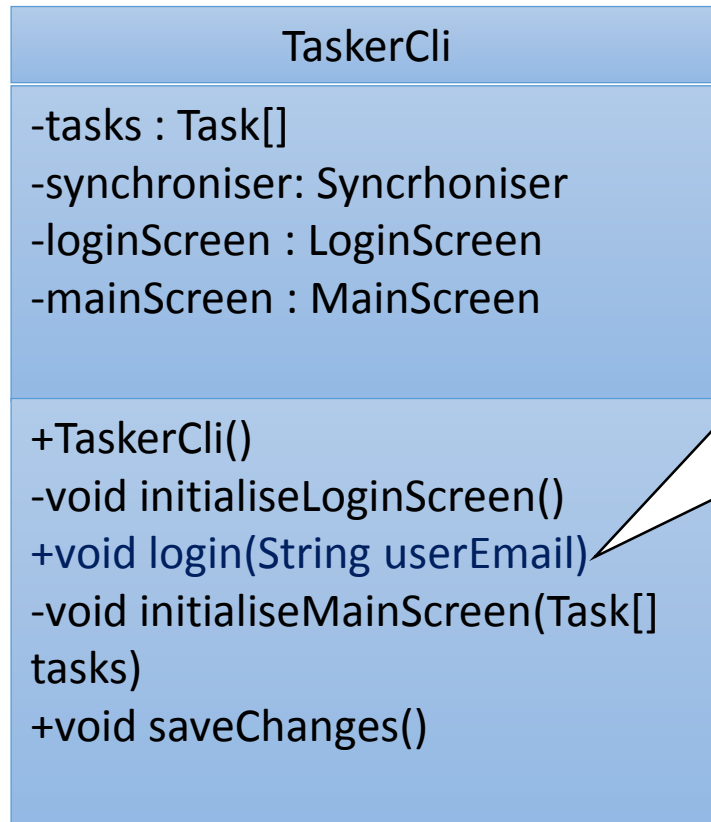 TaskerCli
-tasks : Task[]
-synchroniser: Syncrhoniser
-loginScreen : LoginScreen
-mainScreen : MainScreen
+TaskerCli()
-void initialiseLoginScreen()
+void login(String userEmail)
-void initialiseMainScreen(Task[]
tasks)
+void saveChanges()